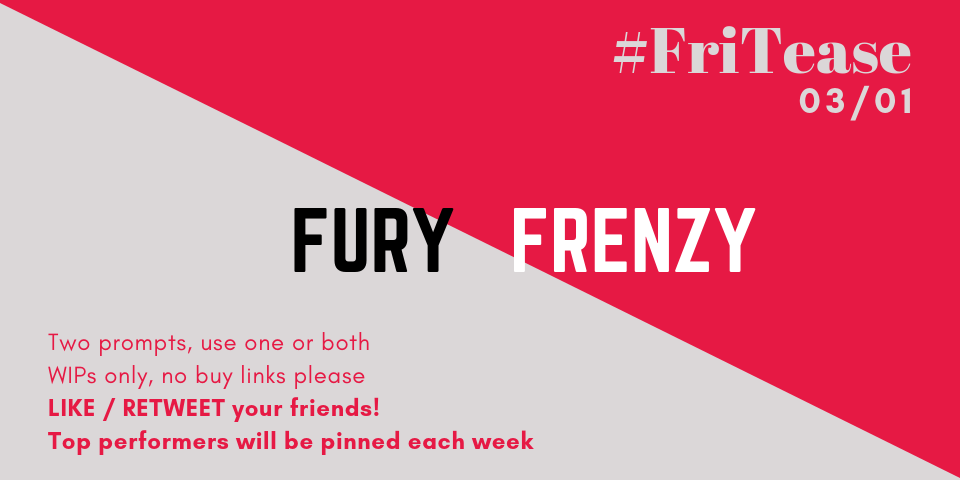 #FriTease
03/01
FURY FRENZY
Two prompts, use one or both
WIPs only, no buy links please
LIKE / RETWEET your friends!
Top performers will be pinned each week